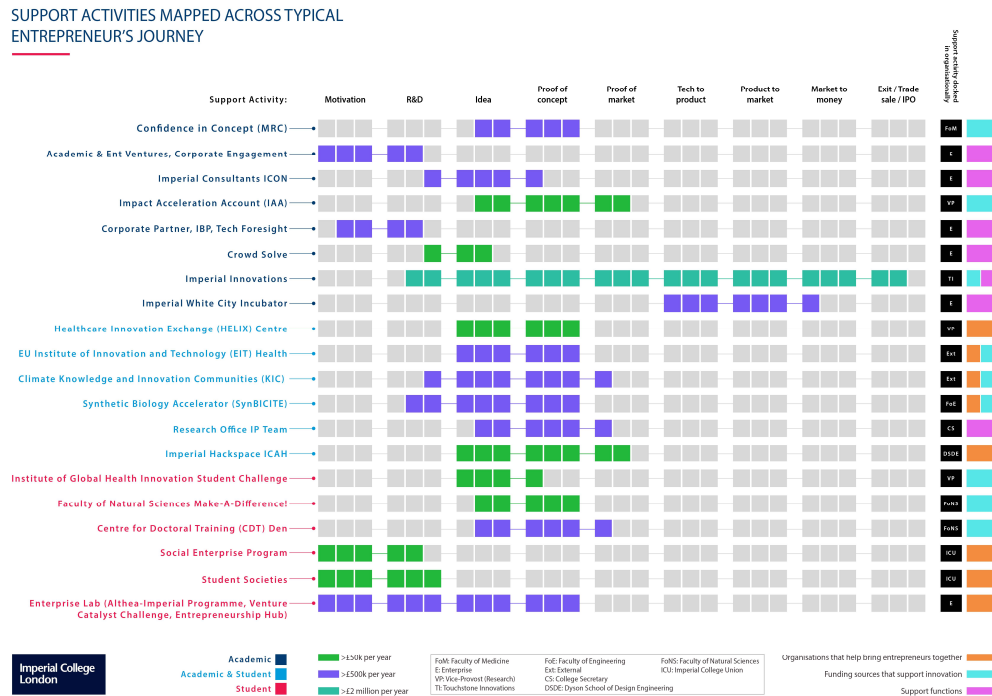 SUPPORT ACTIVITIES MAPPED ACROSS TYPICAL
ENTREPRENEUR'S JOURNEY
Support activity docked
in organisationally
Support Activity:
Motivation
R&D
Idea
Proof of
concept
Proof of
market
Tech to
product
Product to
market
Market to
money
Exit / Trade
sale / IPO
Confidence in Concept (MRC)
FoM
Academic & Ent Ventures, Corporate Engagement
E
Imperial Consultants ICON
E
Impact Acceleration Account (IAA)
VP
Corporate Partner, IBP, Tech Foresight
E
Crowd Solve
E
Imperial Innovations
TI
Imperial White City Incubator
E
Healthcare Innovation Exchange (HELIX) Centre
VP
EU Institute of Innovation and Technology (EIT) Health
Ext
Climate Knowledge and Innovation Communities (KIC)
Ext
Synthetic Biology Accelerator (SynBICITE)
FoE
Research Office IP Team
CS
Imperial Hackspace ICAH
DSDE
Institute of Global Health Innovation Student Challenge
VP
Faculty of Natural Sciences Make-A-Difference!
FoNS
Centre for Doctoral Training (CDT) Den
FoNS
Social Enterprise Program
ICU
Student Societies
ICU
Enterprise Lab (Althea-Imperial Programme, Venture
Catalyst Challenge, Entrepreneurship Hub)
E
Imperial College
London
Academic
Academic & Student
Student
>£50k per year
>£500k per year
>£2 million per year
FoM: Faculty of Medicine
E: Enterprise
VP: Vice-Provost (Research)
TI: Touchstone Innovations
FoE: Faculty of Engineering
Ext: External
CS: College Secretary
DSDE: Dyson School of Design Engineering
FoNS: Faculty of Natural Sciences
ICU: Imperial College Union
Organisations that help bring entrepreneurs together
Funding sources that support innovation
Support functions